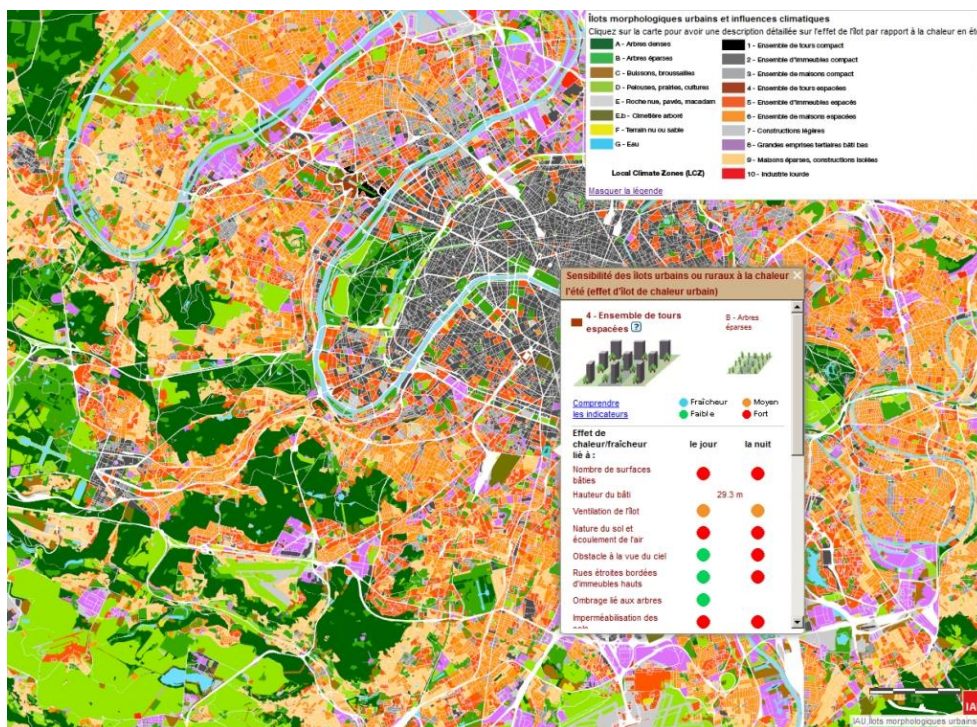 Îlots morphologiques urbains et influences climatiques
Cliquez sur la carte pour avoir une description détaillée sur l'effet de l'îlot par rapport à la chaleur en ét
A - Arbres denses
B - Arbres éparses
C - Buissons, broussailles
D - Pelouses, prairies, cultures
E - Roche nue, pavés, macadam
E.b - Cimetière arboré
F - Terrain nu ou sable
G - Eau
Local Climate Zones (LCZ)
Masquer la légende
1 - Ensemble de tours compact
2 - Ensemble d'immeubles compact
3 - Ensemble de maisons compact
4 - Ensemble de tours espacées
5 - Ensemble d'immeubles espacés
6 - Ensemble de maisons espacées
7 - Constructions légères
8 - Grandes emprises tertiaires bâti bas
9 - Maisons éparses, constructions isolées
10 - Industrie lourde
Sensibilité des îlots urbains ou ruraux à la chaleur
l'été (effet d'îlot de chaleur urbain)
4 - Ensemble de tours
espacées ?
B - Arbres
éparses
Comprendre
les indicateurs
Fraîcheur
Moyen
Faible
Fort
Effet de
chaleur/fraîcheur
lié à :
le jour
la nuit
Nombre de surfaces
bâties
Hauteur du bâti
29.3 m
Ventilation de l'îlot
Nature du sol et
écoulement de l'air
Obstacle à la vue du ciel
Rues étroites bordées
d'immeubles hauts
Ombrage lié aux arbres
Imperméabilisation des
IAU Îlots morphologiques urbains